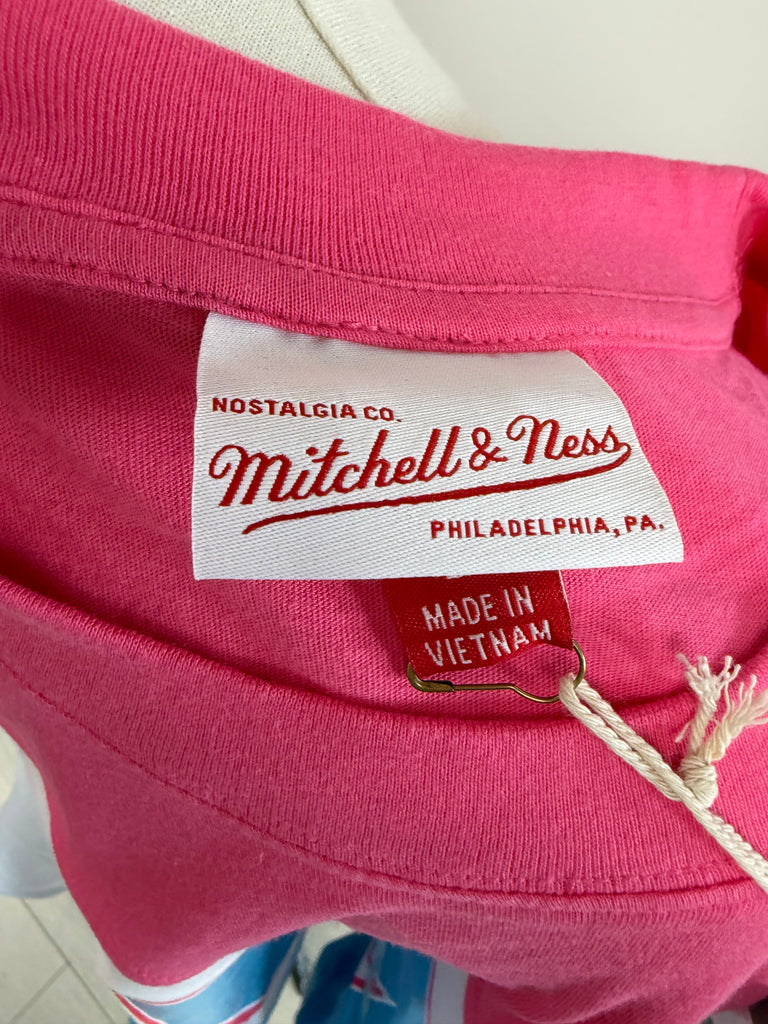 NOSTALGIA CO.
Mitchell & Ness
PHILADELPHIA, PA.
MADE IN
VIETNAM